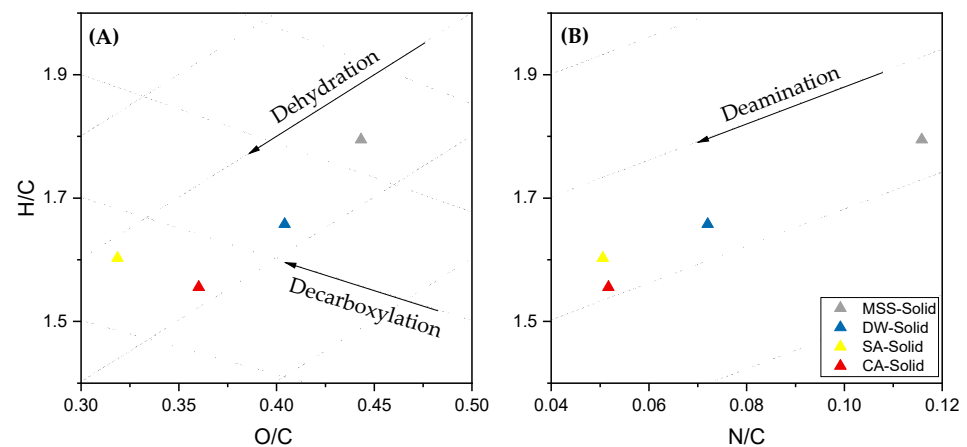 (A)
Dehydration
Decarboxylation
1.9
1.7
1.5
H/C
0.30
0.35
0.40
0.45
0.50
O/C
(B)
Deamination
1.9
1.7
1.5
MSS-Solid
DW-Solid
SA-Solid
CA-Solid
0.04
0.06
0.08
0.10
0.12
N/C